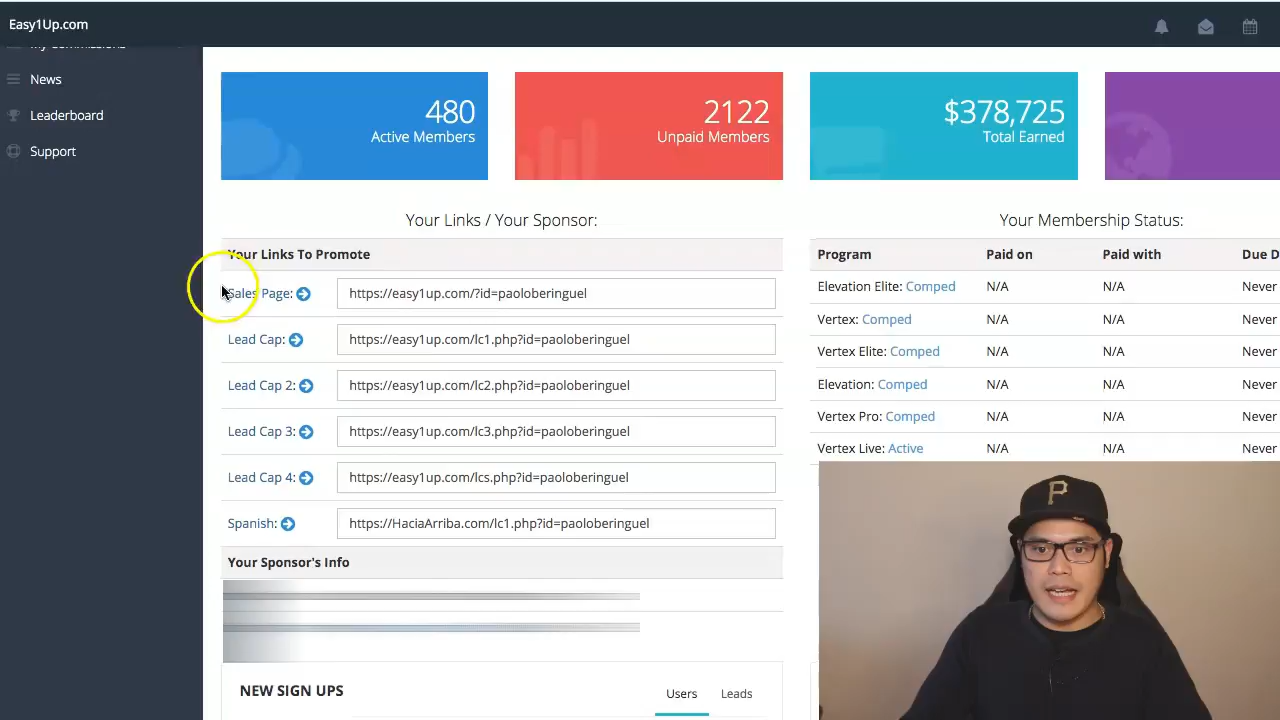 Easy1Up.com
My Commissions
News
Leaderboard
Support
480
Active Members
2122
Unpaid Members
$378,725
Total Earned
Your Links / Your Sponsor:
Your Links To Promote
Sales Page:
https://easy1up.com/?id=paoloberinguel
Lead Cap:
https://easy1up.com/lc1.php?id=paoloberinguel
Lead Cap 2:
https://easy1up.com/lc2.php?id=paoloberinguel
Lead Cap 3:
https://easy1up.com/lc3.php?id=paoloberinguel
Lead Cap 4:
https://easy1up.com/lcs.php?id=paoloberinguel
Spanish:
https://HaciaArriba.com/lc1.php?id=paoloberinguel
Your Sponsor's Info
NEW SIGN UPS
Users Leads
Your Membership Status:
Program Paid on Paid with Due D
Elevation Elite: Comped N/A N/A Never
Vertex: Comped N/A N/A Never
Vertex Elite: Comped N/A N/A Never
Elevation: Comped N/A N/A Never
Vertex Pro: Comped N/A N/A Never
Vertex Live: Active N/A N/A Never
P